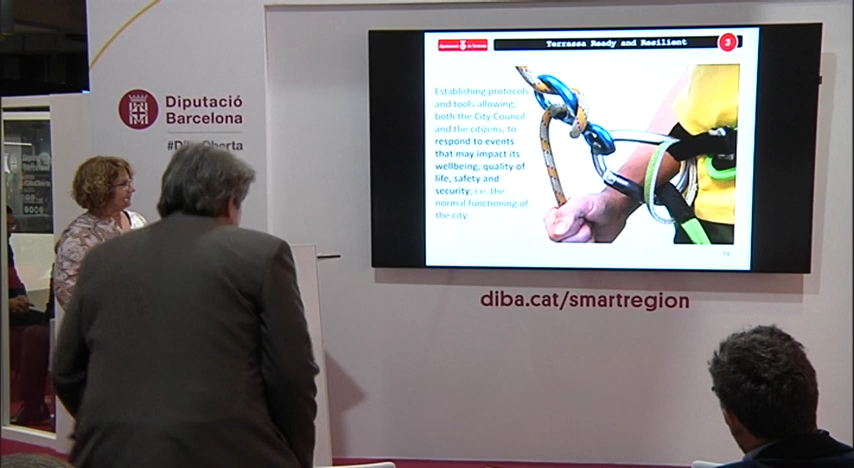 Diputació
Barcelona
#DibaOberta
Terrassa Ready and Resilient
3
Establishing protocols
and tools allowing,
both the City Council
and the citizens, to
respond to events
that may impact its
wellbeing, quality of
life, safety and
security, i.e. the
normal functioning of
the city
diba.cat/smartregion